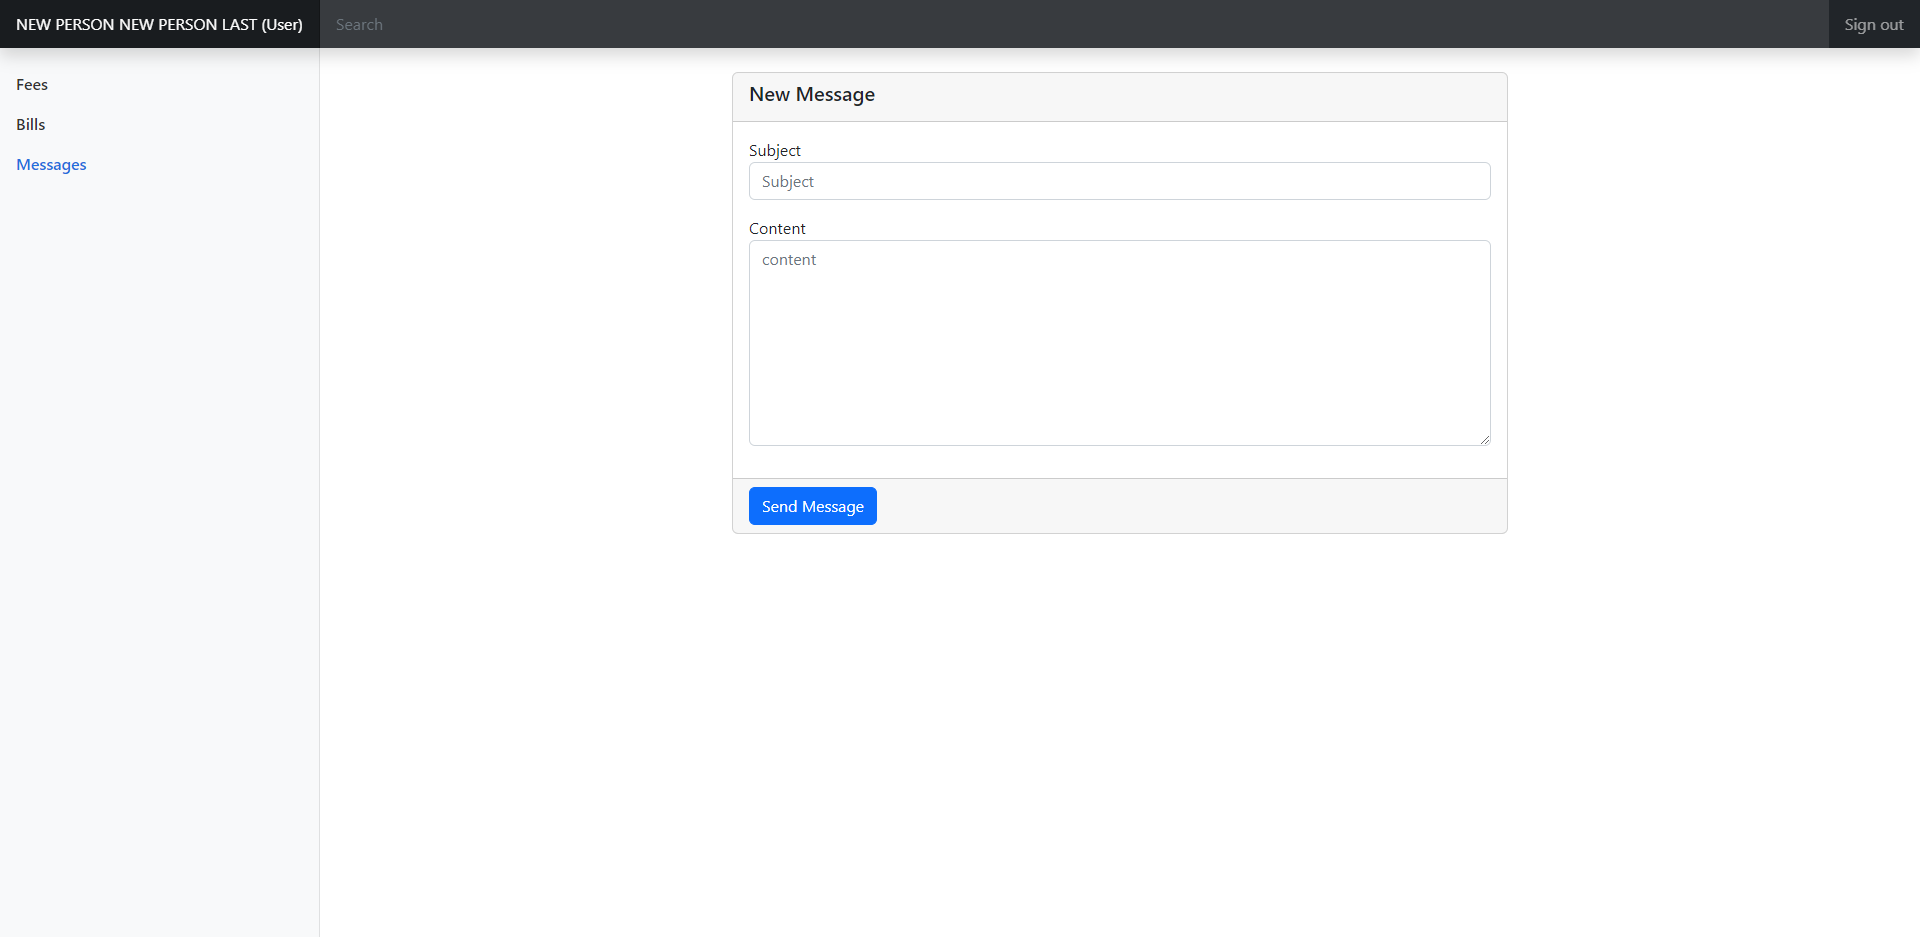 NEW PERSON NEW PERSON LAST (User)
Search
Sign out
Fees
Bills
Messages
New Message
Subject
Subject
Content
content
Send Message